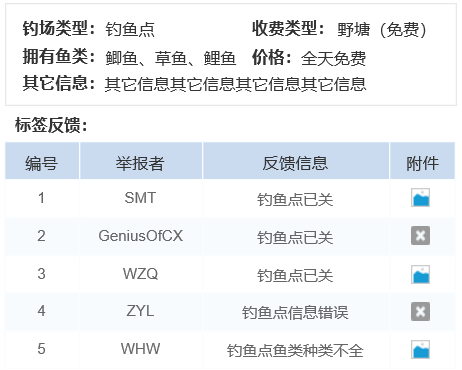 钓场类型：钓鱼点 收费类型：野塘（免费）
拥有鱼类：鲫鱼、草鱼、鲤鱼 价格：全天免费
其它信息：其它信息其它信息其它信息其它信息
标签反馈：
编号 举报者 反馈信息 附件
1 SMT 钓鱼点已关
2 GeniusOfCX 钓鱼点已关
3 WZQ 钓鱼点已关
4 ZYL 钓鱼点信息错误
5 WHW 钓鱼点鱼类种类不全